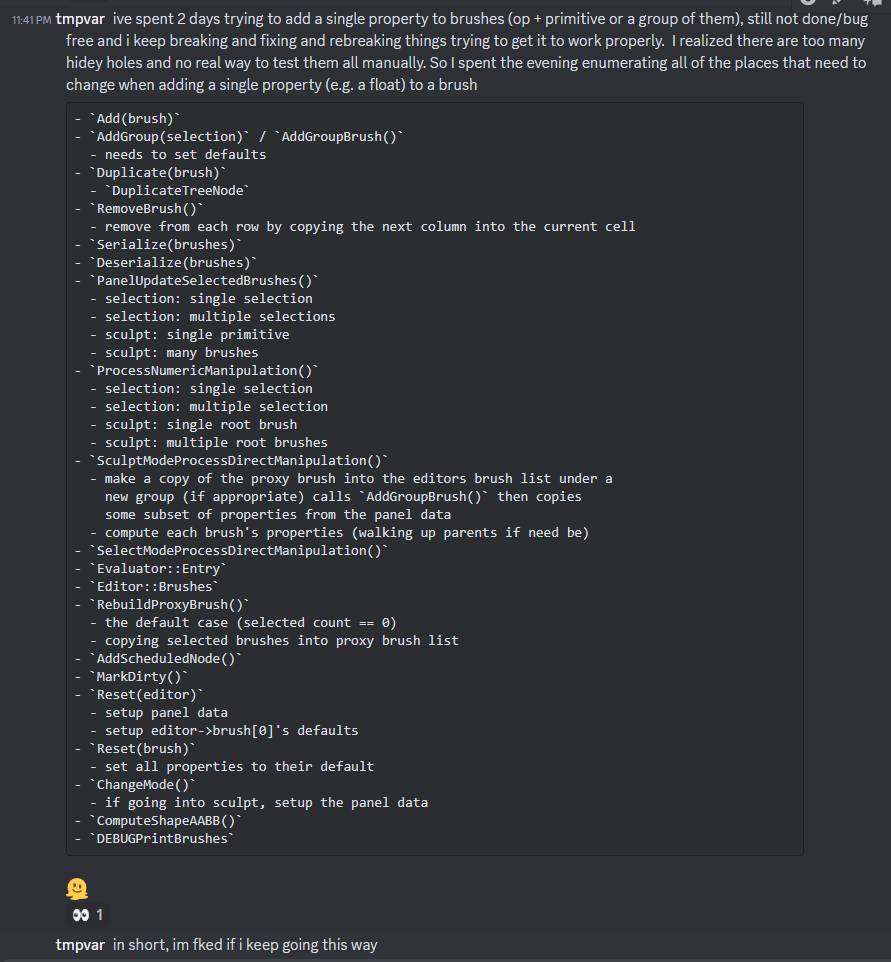 11:41 PM tmpvar ive spent 2 days trying to add a single property to brushes (op + primitive or a group of them), still not done/bug
free and i keep breaking and fixing and rebreaking things trying to get it to work properly.  I realized there are too many
hidey holes and no real way to test them all manually. So I spent the evening enumerating all of the places that need to
change when adding a single property (e.g. a float) to a brush
- `Add(brush)`
- `AddGroup(selection)` / `AddGroupBrush()`
  - needs to set defaults
- `Duplicate(brush)`
  - `DuplicateTreeNode`
- `RemoveBrush()`
  - remove from each row by copying the next column into the current cell
- `Serialize(brushes)`
- `Deserialize(brushes)`
- `PanelUpdateSelectedBrushes()`
  - selection: single selection
  - selection: multiple selections
  - sculpt: single primitive
  - sculpt: many brushes
- `ProcessNumericManipulation()`
  - selection: single selection
  - selection: multiple selection
  - sculpt: single root brush
  - sculpt: multiple root brushes
- `SculptModeProcessDirectManipulation()`
  - make a copy of the proxy brush into the editors brush list under a
    new group (if appropriate) calls `AddGroupBrush()` then copies
    some subset of properties from the panel data
  - compute each brush's properties (walking up parents if need be)
- `SelectModeProcessDirectManipulation()`
- `Evaluator::Entry`
- `Editor::Brushes`
- `RebuildProxyBrush()`
  - the default case (selected count == 0)
  - copying selected brushes into proxy brush list
- `AddScheduledNode()`
- `MarkDirty()`
- `Reset(editor)`
  - setup panel data
  - setup editor->brush[0]'s defaults
- `Reset(brush)`
  - set all properties to their default
- `ChangeMode()`
  - if going into sculpt, setup the panel data
- `ComputeShapeAABB()`
- `DEBUGPrintBrushes`
1
tmpvar in short, im fked if i keep going this way